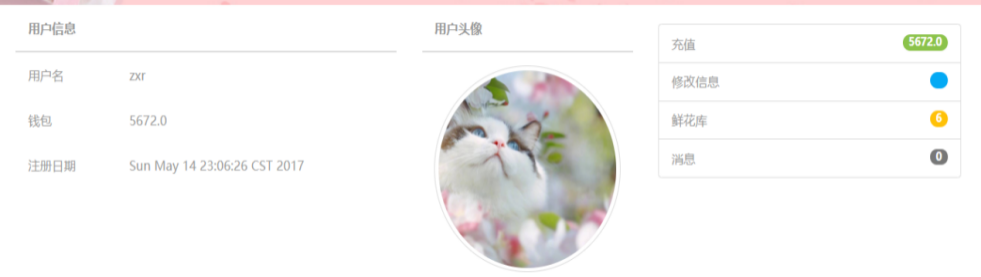 用户信息
用户名 zxr
钱包 5672.0
注册日期 Sun May 14 23:06:26 CST 2017
用户头像
充值 5672.0
修改信息
鲜花库 6
消息 0